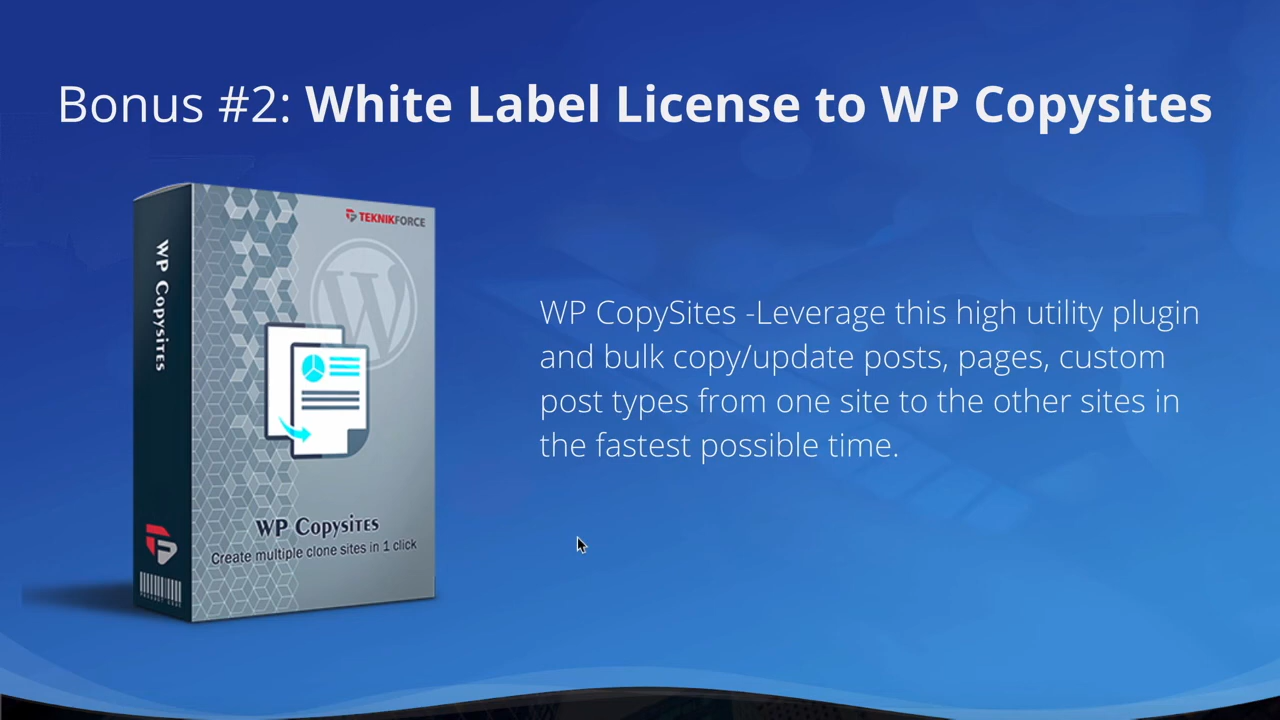 Bonus #2: White Label License to WP Copysites
TEKNIKFORCE
WP Copysites
WP Copysites
Create multiple clone sites in 1 click
WP CopySites -Leverage this high utility plugin
and bulk copy/update posts, pages, custom
post types from one site to the other sites in
the fastest possible time.